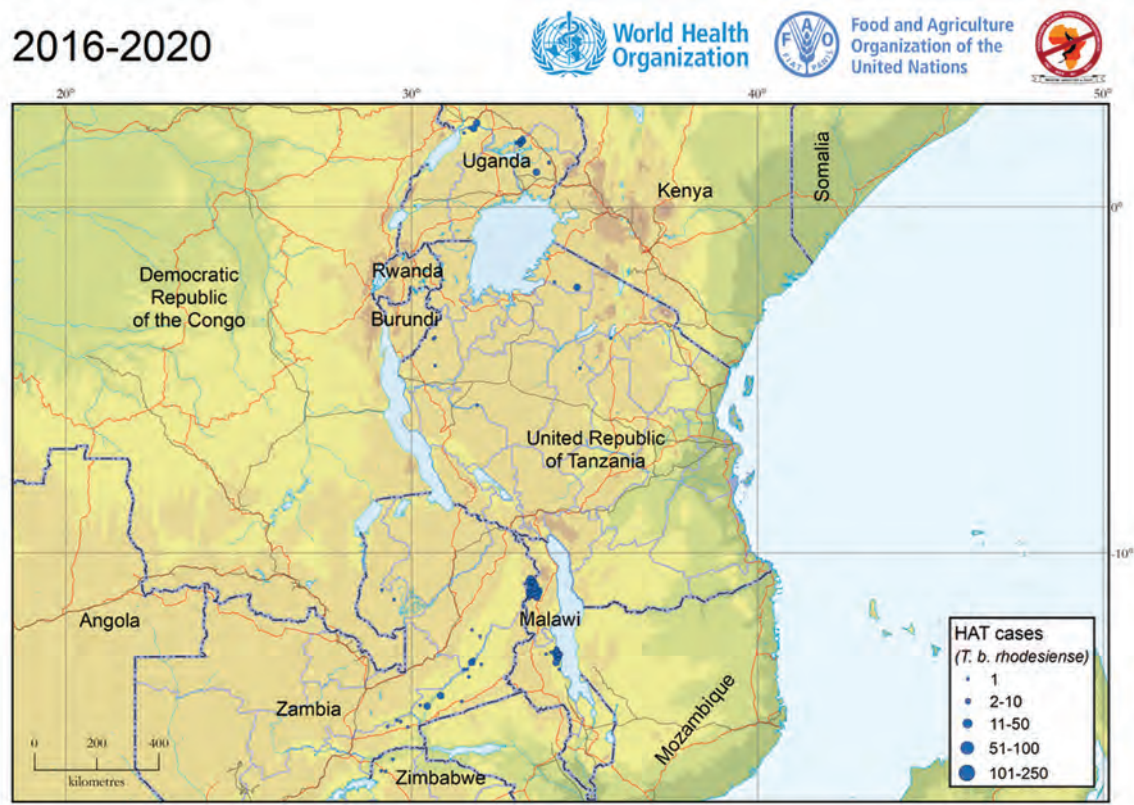 2016-2020
World Health
Organization
F A O
FIAT PANIS
Food and Agriculture
Organization of the
United Nations
20°
30°
40°
50°
Uganda
Kenya
Somalia
0°
Democratic
Republic
of the Congo
Rwanda
Burundi
United Republic
of Tanzania
-10°
Angola
Malawi
Zambia
Mozambique
Zimbabwe
0 200 400
kilometres
HAT cases
(T. b. rhodesiense)
1
2-10
11-50
51-100
101-250